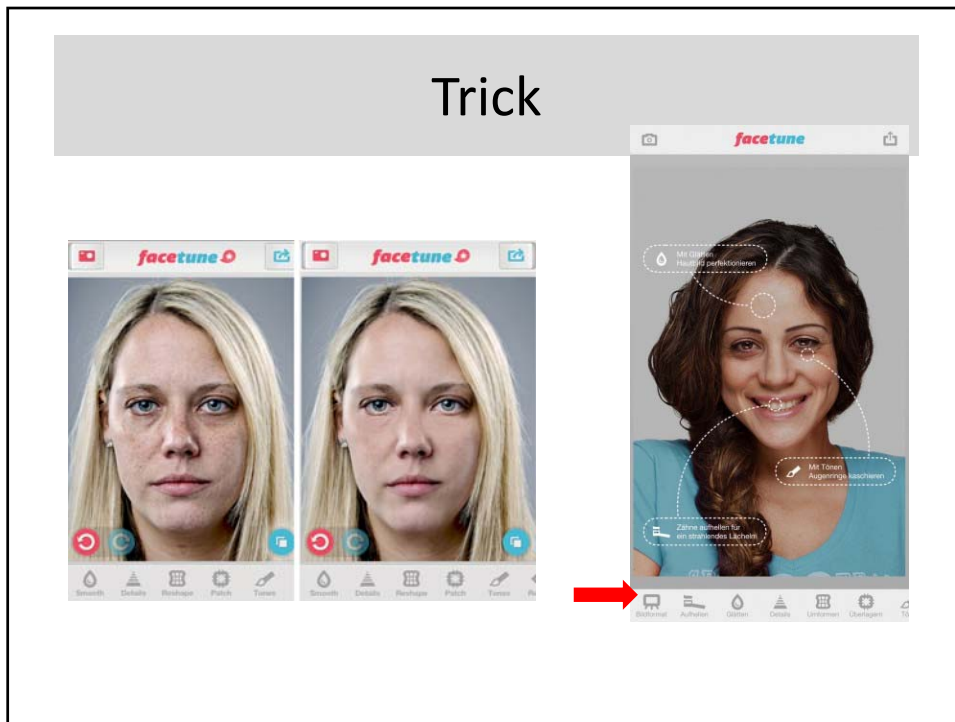 Trick
facetune
facetune
Smooth Details Reshape Patch Tones
Smooth Details Reshape Patch Tones
facetune
Mit Glätten
Hautbild perfektionieren
Mit Tönen
Augenringe kaschieren
Zähne aufhellen für
ein strahlendes Lächeln
Bildformat Aufhellen Glätten Details Umformen Überlagern Tö